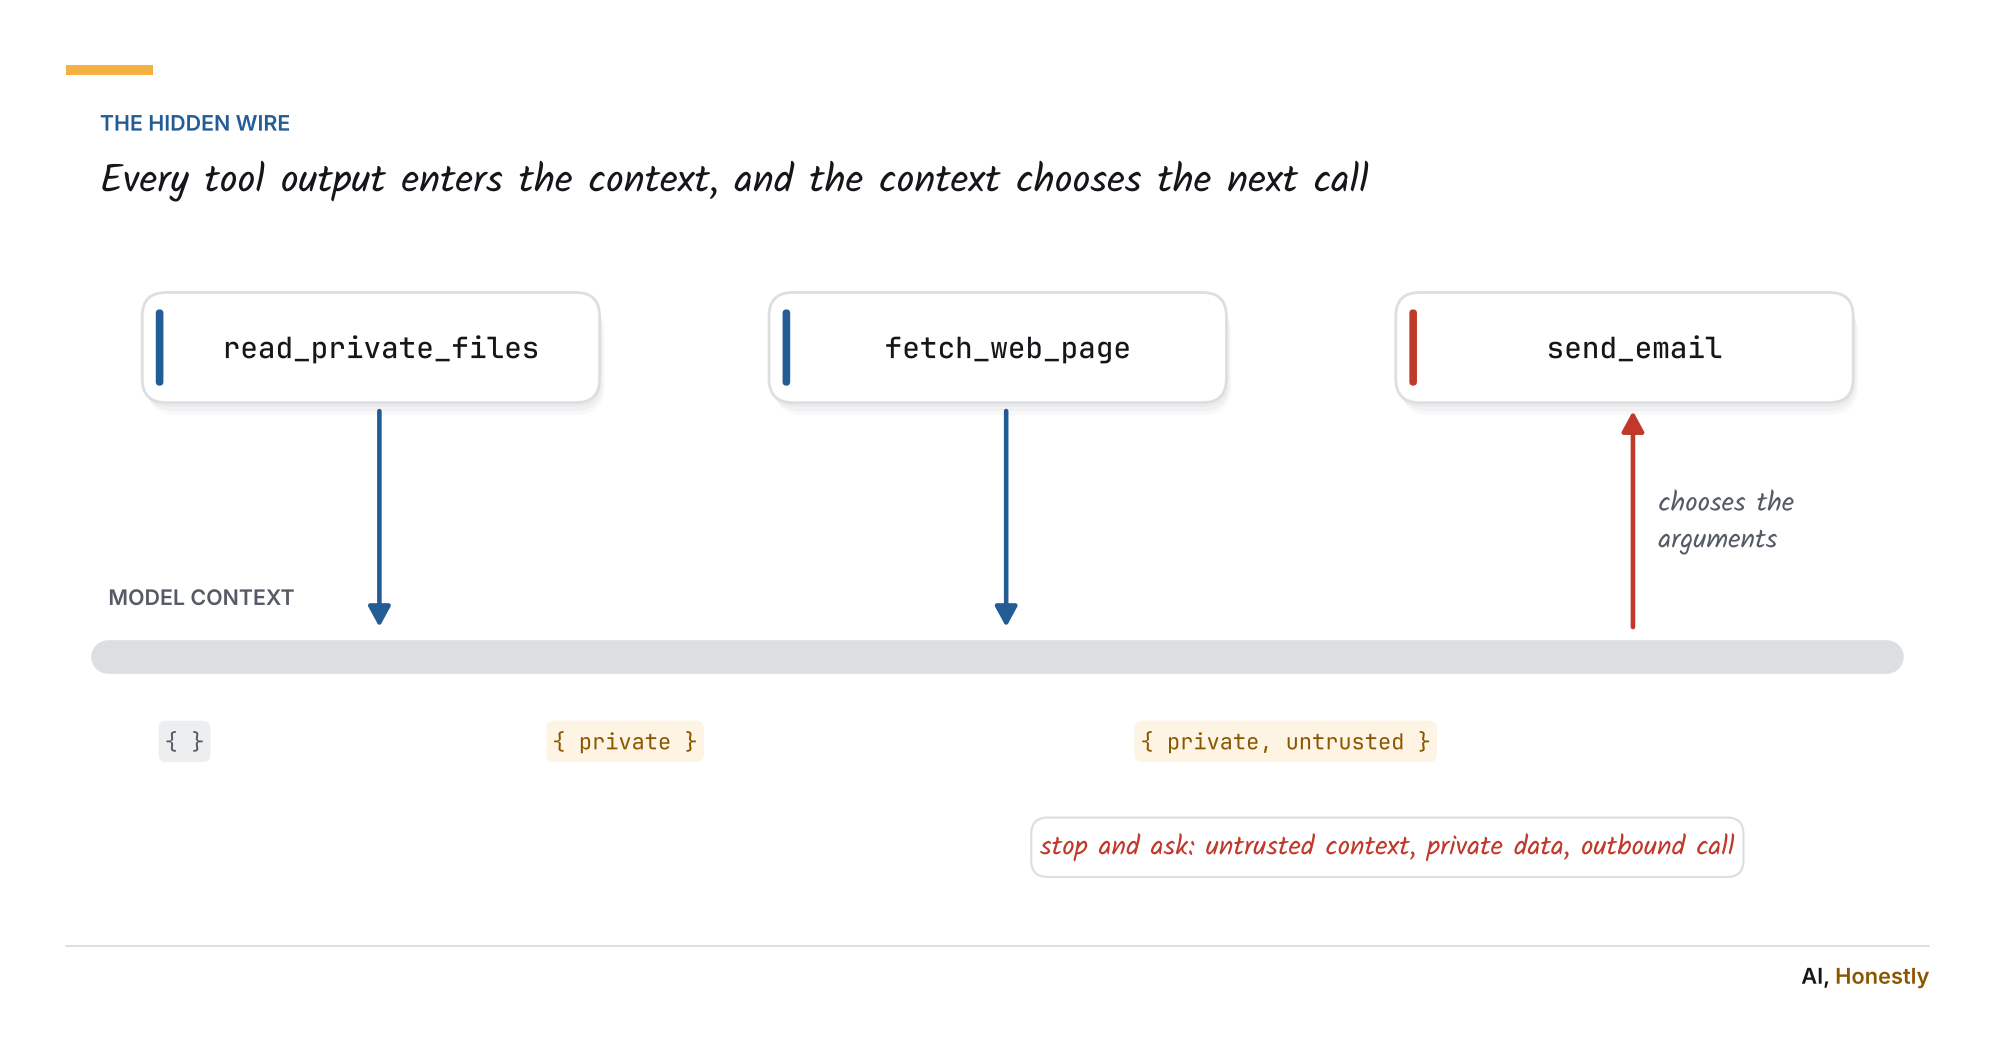 THE HIDDEN WIRE
Every tool output enters the context, and the context chooses the next call
read_private_files
fetch_web_page
send_email
chooses the
arguments
MODEL CONTEXT
{ }
{ private }
{ private, untrusted }
stop and ask: untrusted context, private data, outbound call
AI, Honestly